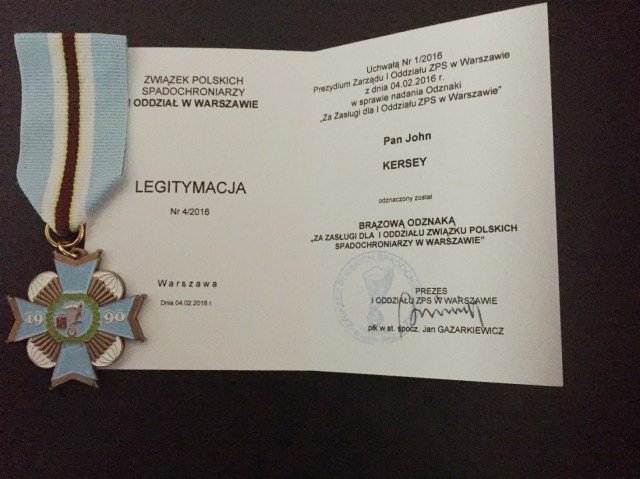 ZWIĄZEK POLSKICH
SPADOCHRONIARZY
I ODDZIAŁ W WARSZAWIE
LEGITYMACJA
Nr 4/2016
Warszawa
Dnia 04.02.2016 r.
Uchwałą Nr 1/2016
Prezydium Zarządu I Oddziału ZPS w Warszawie
z dnia 04.02.2016 r.
w sprawie nadania Odznaki
„Za Zasługi dla I Oddziału ZPS w Warszawie"
Pan John
KERSEY
odznaczony został
BRĄZOWĄ ODZNAKĄ
„ZA ZASŁUGI DLA I ODDZIAŁU ZWIĄZKU POLSKICH
SPADOCHRONIARZY W WARSZAWIE"
PREZES
I ODDZIAŁU ZPS W WARSZAWIE
płk w st. spocz. Jan GAZARKIEWICZ
ZWIĄZEK POLSKICH SPADOCHRONIARZY
19 90